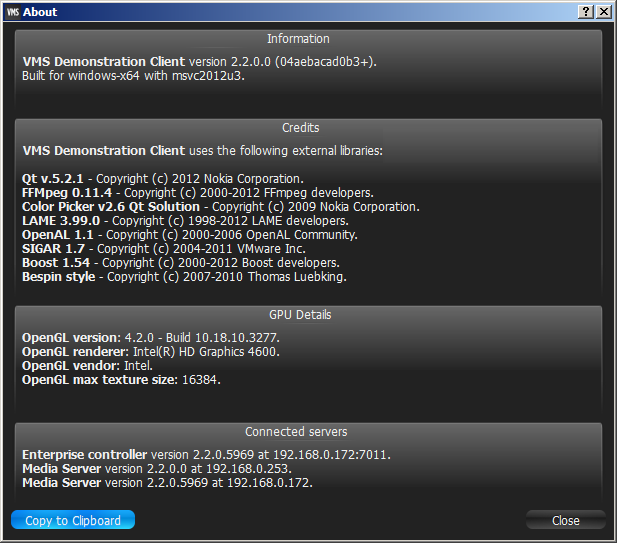 VMS About
Information
VMS Demonstration Client version 2.2.0.0 (04aebacad0b3+).
Built for windows-x64 with msvc2012u3.
Credits
VMS Demonstration Client uses the following external libraries:
Qt v.5.2.1 - Copyright (c) 2012 Nokia Corporation.
FFMpeg 0.11.4 - Copyright (c) 2000-2012 FFmpeg developers.
Color Picker v2.6 Qt Solution - Copyright (c) 2009 Nokia Corporation.
LAME 3.99.0 - Copyright (c) 1998-2012 LAME developers.
OpenAL 1.1 - Copyright (c) 2000-2006 OpenAL Community.
SIGAR 1.7 - Copyright (c) 2004-2011 VMware Inc.
Boost 1.54 - Copyright (c) 2000-2012 Boost developers.
Bespin style - Copyright (c) 2007-2010 Thomas Luebking.
GPU Details
OpenGL version: 4.2.0 - Build 10.18.10.3277.
OpenGL renderer: Intel(R) HD Graphics 4600.
OpenGL vendor: Intel.
OpenGL max texture size: 16384.
Connected servers
Enterprise controller version 2.2.0.5969 at 192.168.0.172:7011.
Media Server version 2.2.0.0 at 192.168.0.253.
Media Server version 2.2.0.5969 at 192.168.0.172.
Copy to Clipboard
Close